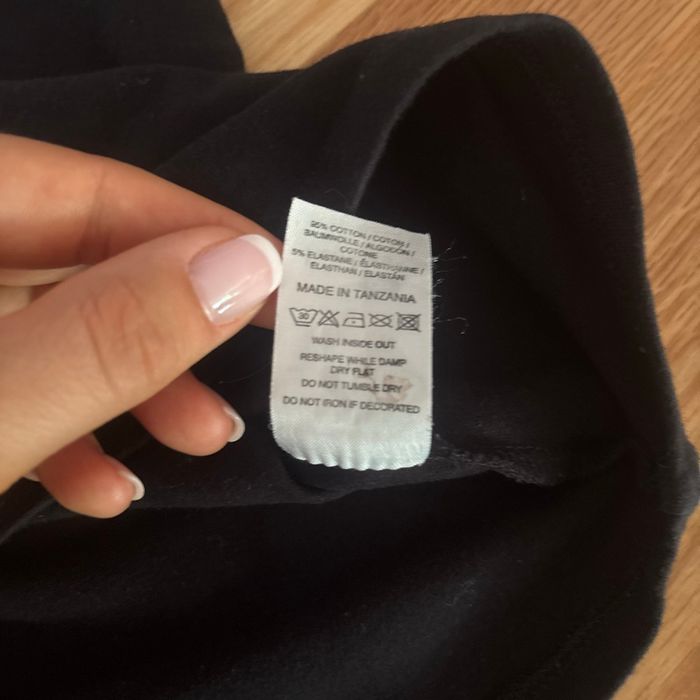 95% COTTON / COTON /
BAUMWOLLE / ALGODÓN /
COTONE
5% ELASTANE / ÉLASTHANNE /
ELASTHAN / ELASTÁN
MADE IN TANZANIA
30
WASH INSIDE OUT
RESHAPE WHILE DAMP
DRY FLAT
DO NOT TUMBLE DRY
DO NOT IRON IF DECORATED